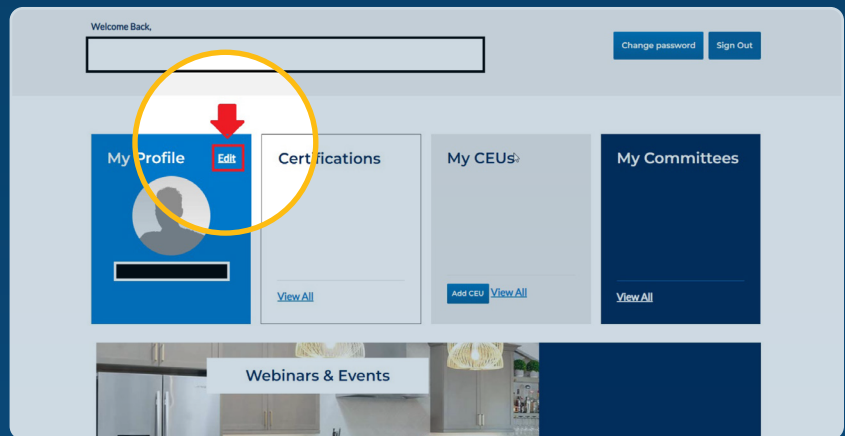 Welcome Back,
Change password
Sign Out
My Profile
Edit
Certifications
View All
My CEUs
Add CEU
View All
My Committees
View All
Webinars & Events